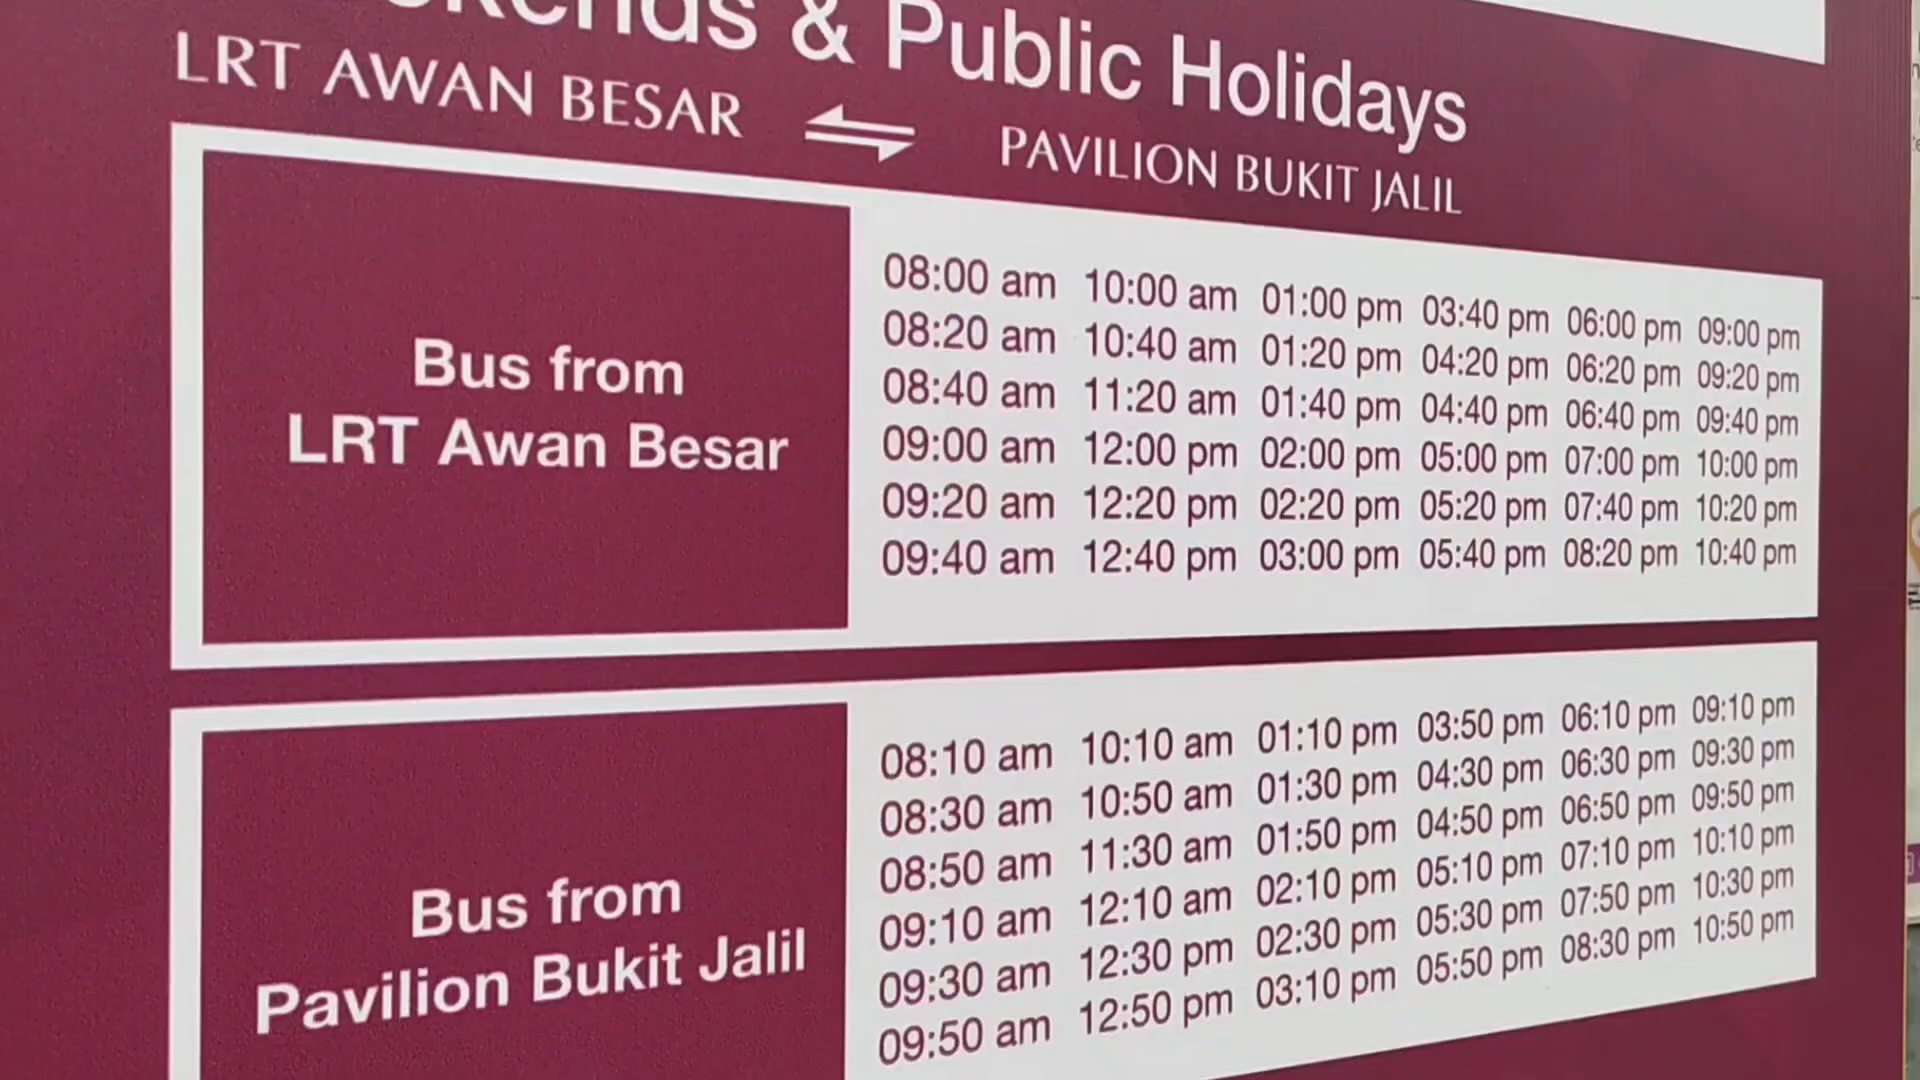 & Public Holidays
LRT AWAN BESAR ⇌ PAVILION BUKIT JALIL
Bus from
LRT Awan Besar
08:00 am 10:00 am 01:00 pm 03:40 pm 06:00 pm 09:00 pm
08:20 am 10:40 am 01:20 pm 04:20 pm 06:20 pm 09:20 pm
08:40 am 11:20 am 01:40 pm 04:40 pm 06:40 pm 09:40 pm
09:00 am 12:00 pm 02:00 pm 05:00 pm 07:00 pm 10:00 pm
09:20 am 12:20 pm 02:20 pm 05:20 pm 07:40 pm 10:20 pm
09:40 am 12:40 pm 03:00 pm 05:40 pm 08:20 pm 10:40 pm
Bus from
Pavilion Bukit Jalil
08:10 am 10:10 am 01:10 pm 03:50 pm 06:10 pm 09:10 pm
08:30 am 10:50 am 01:30 pm 04:30 pm 06:30 pm 09:30 pm
08:50 am 11:30 am 01:50 pm 04:50 pm 06:50 pm 09:50 pm
09:10 am 12:10 am 02:10 pm 05:10 pm 07:10 pm 10:10 pm
09:30 am 12:30 pm 02:30 pm 05:30 pm 07:50 pm 10:30 pm
09:50 am 12:50 pm 03:10 pm 05:50 pm 08:30 pm 10:50 pm